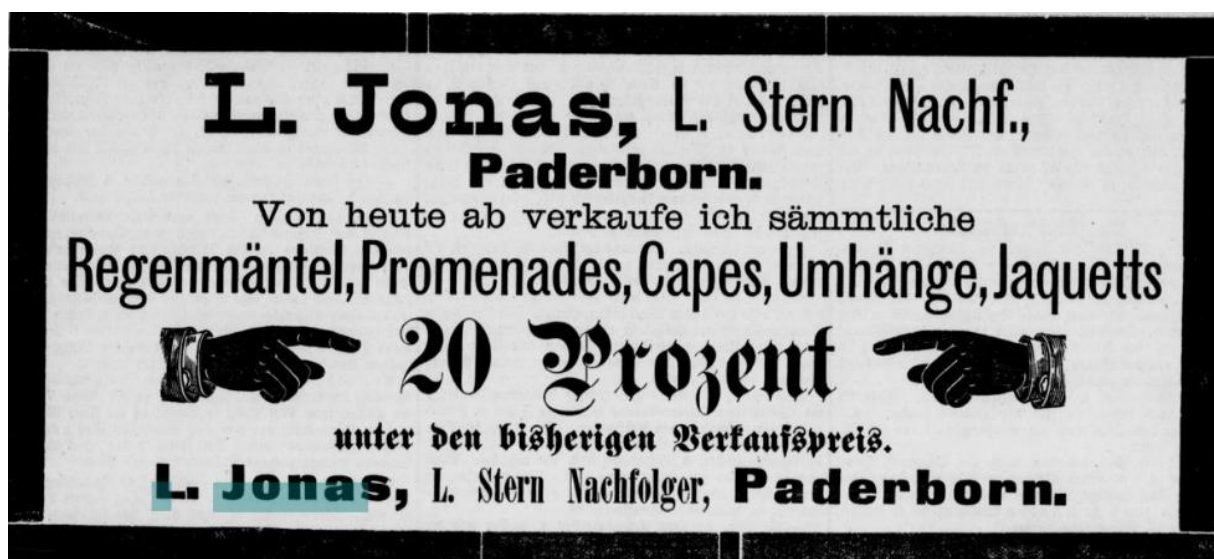 L. Jonas, L. Stern Nachf.,
Paderborn.
Von heute ab verkaufe ich sämmtliche
Regenmäntel, Promenades, Capes, Umhänge, Jaquetts
20 Prozent
unter den bisherigen Verkaufspreis.
L. Jonas, L. Stern Nachfolger, Paderborn.